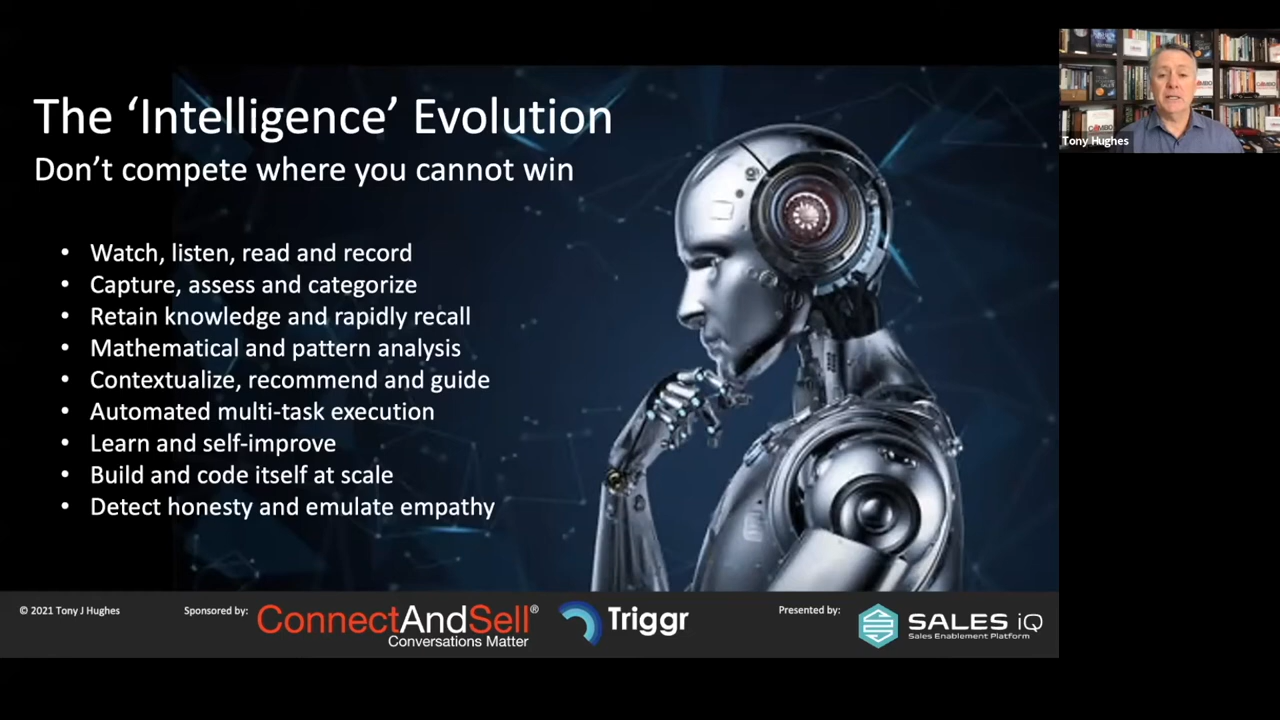 The ‘Intelligence’ Evolution
Don’t compete where you cannot win
• Watch, listen, read and record
• Capture, assess and categorize
• Retain knowledge and rapidly recall
• Mathematical and pattern analysis
• Contextualize, recommend and guide
• Automated multi-task execution
• Learn and self-improve
• Build and code itself at scale
• Detect honesty and emulate empathy
© 2021 Tony J Hughes
Sponsored by:
ConnectAndSell®
Conversations Matter
Triggr
Presented by:
SALES iQ
Sales Enablement Platform
Tony Hughes